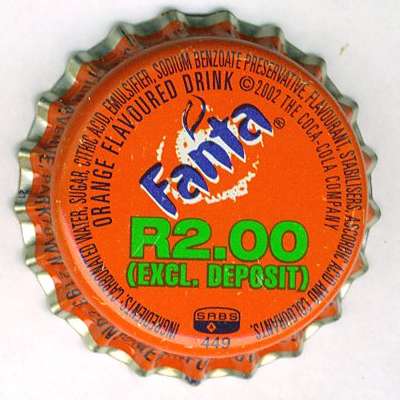 INGREDIENTS: CARBONATED WATER, SUGAR, CITRIC ACID, EMULSIFIER, SODIUM BENZOATE PRESERVATIVE, FLAVOURANT, STABILISERS, ASCORBIC ACID AND COLOURANTS.
ORANGE FLAVOURED DRINK © 2002 THE COCA-COLA COMPANY
Fanta®
R2.00
(EXCL. DEPOSIT)
SABS
449